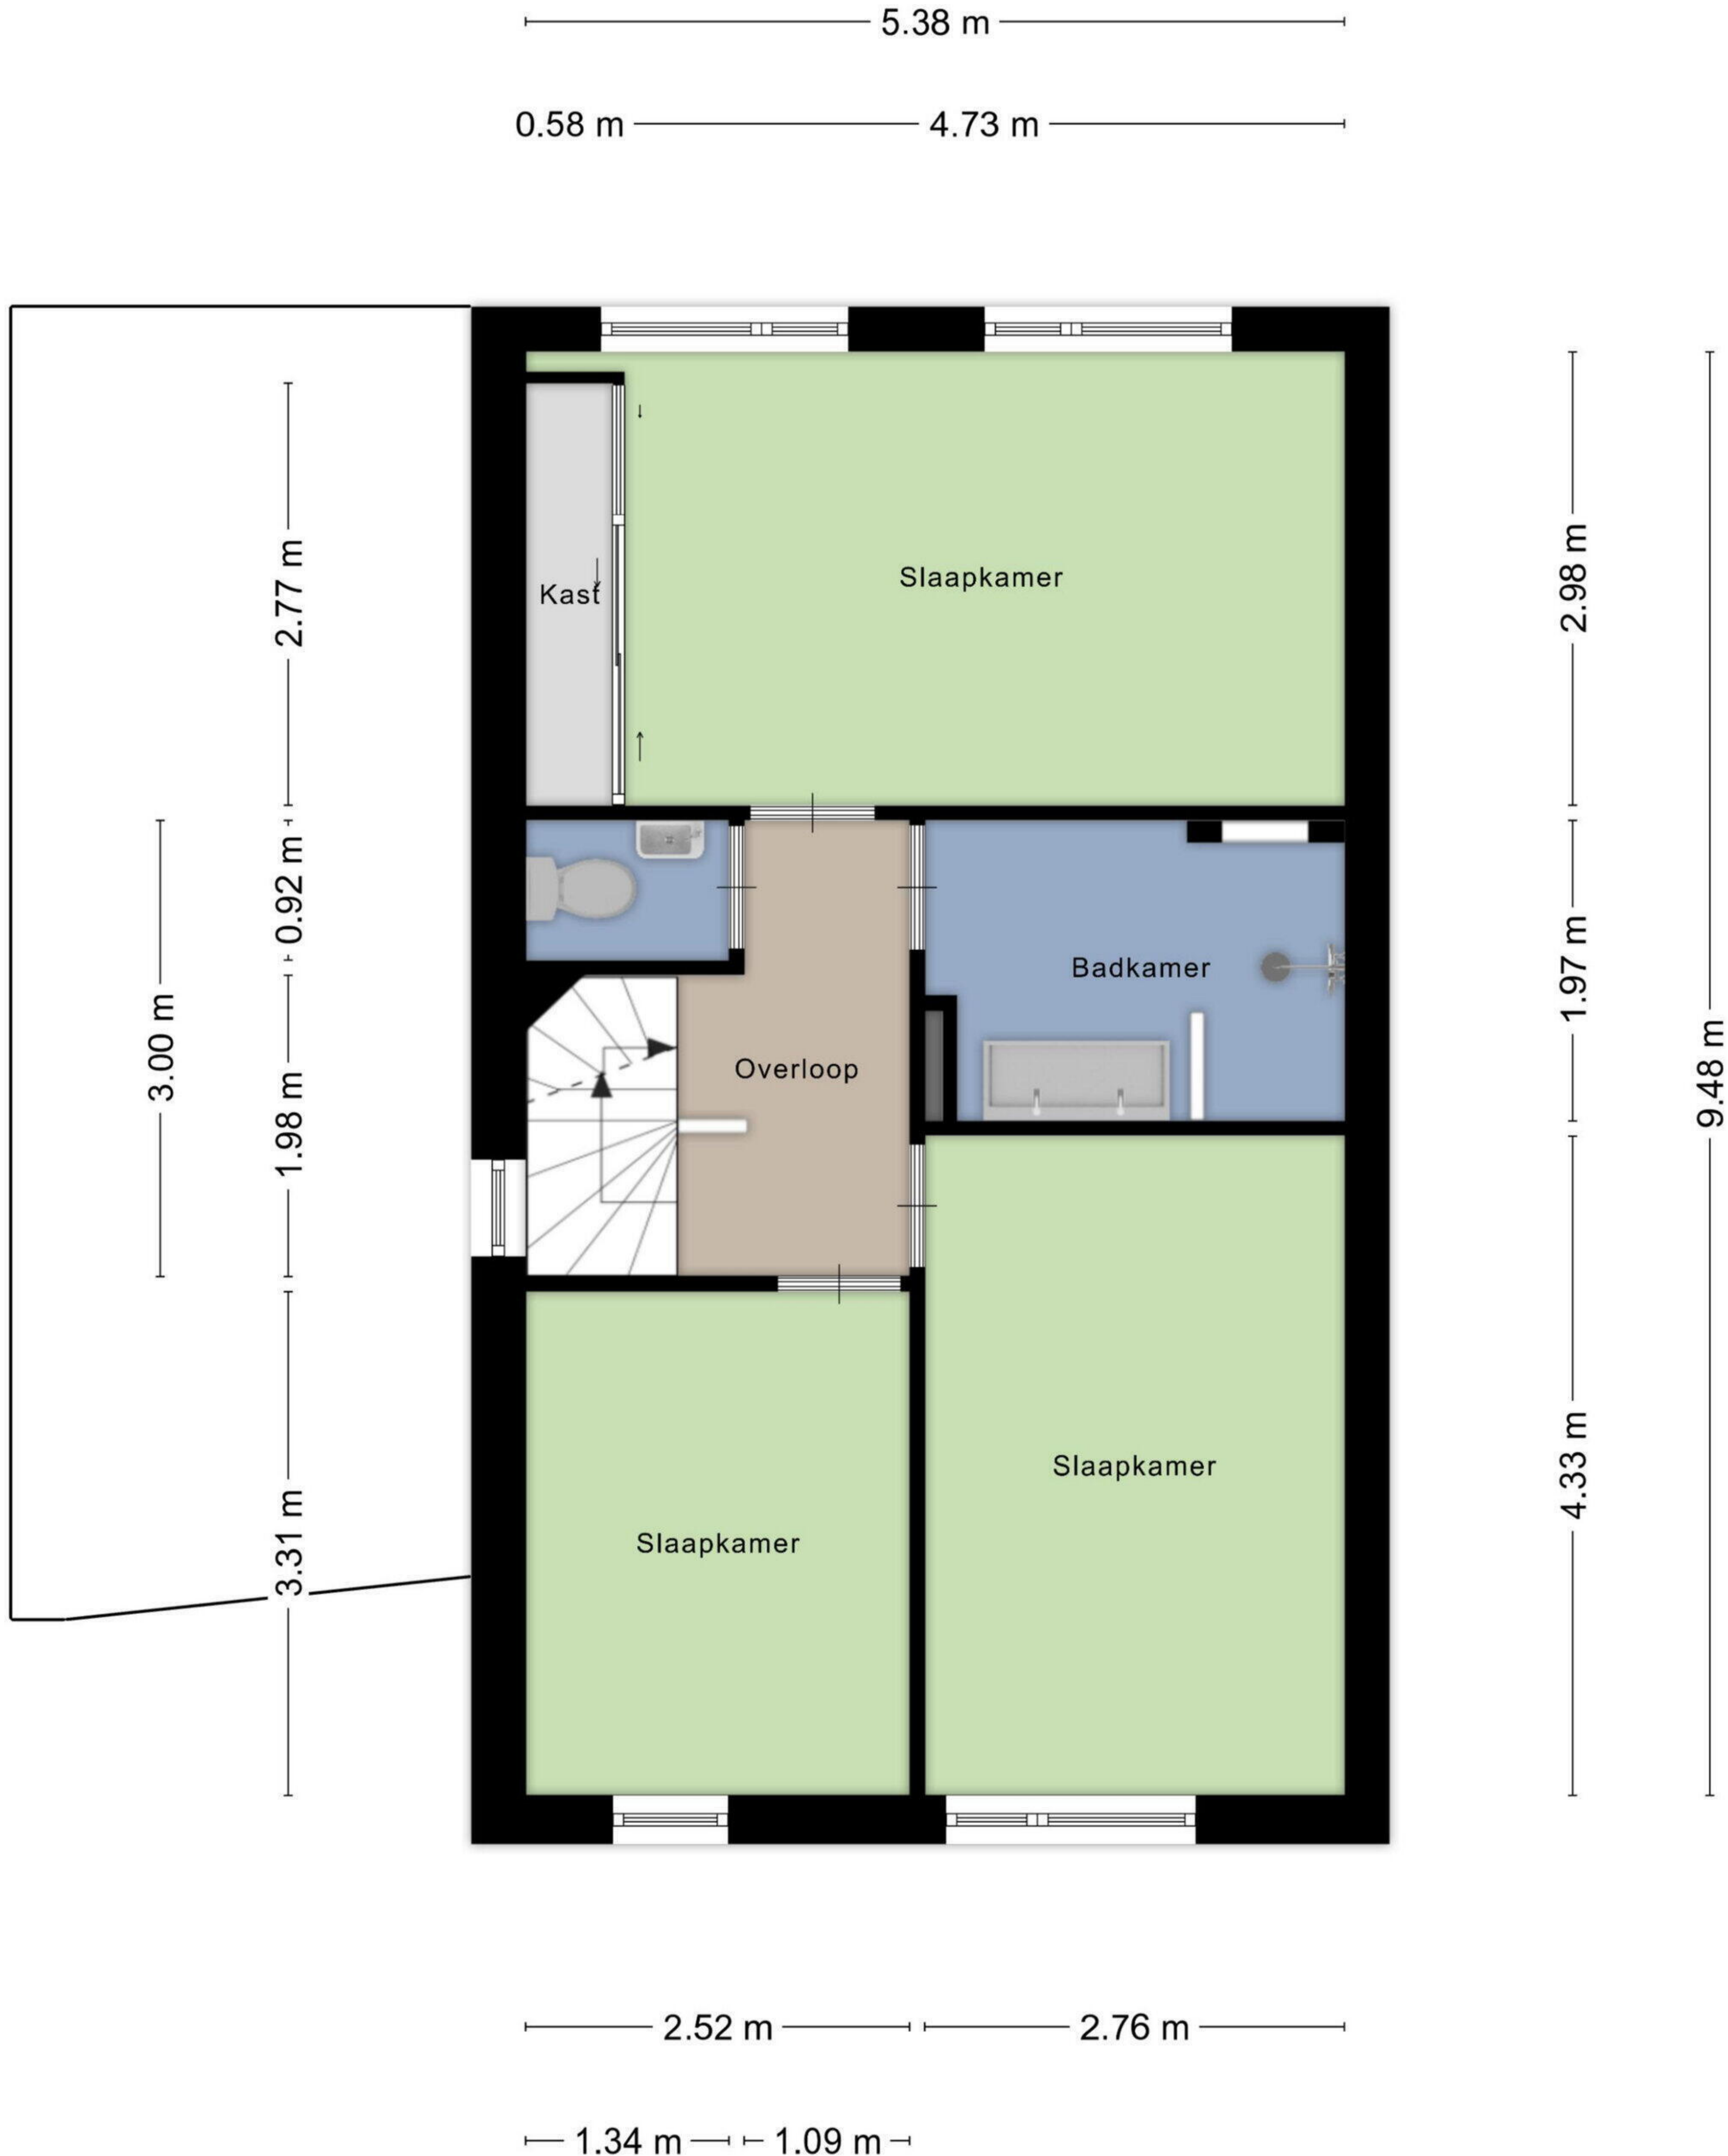 5.38 m
0.58 m
4.73 m
2.77 m
2.98 m
Slaapkamer
Kast
0.92 m
3.00 m
1.98 m
1.97 m
9.48 m
Badkamer
Overloop
3.31 m
4.33 m
Slaapkamer
Slaapkamer
2.52 m
2.76 m
1.34 m
1.09 m